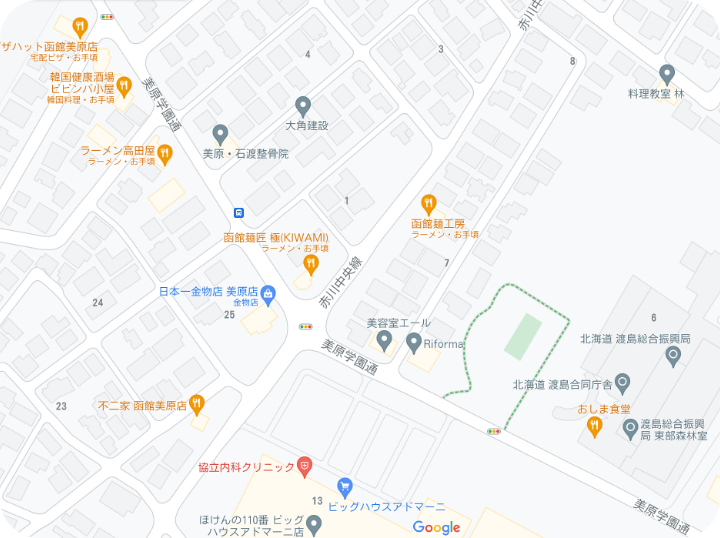 ザハット函館美原店
宅配ピザ・お手頃
韓国健康酒場
ビビンバ小屋
韓国料理・お手頃
美原学園通
4
3
赤川中央
8
料理教室 林
大角建設
美原・石渡整骨院
ラーメン高田屋
ラーメン・お手頃
1
函館麺匠 極(KIWAMI)
ラーメン・お手頃
函館麺工房
ラーメン・お手頃
7
赤川中央線
日本一金物店 美原店
金物店
24
25
6
美容室エール
Riforma
美原学園通
北海道 渡島総合振興局
北海道 渡島合同庁舎
おしま食堂
渡島総合振興
局 東部森林室
23
不二家 函館美原店
協立内科クリニック
13
ビッグハウスアドマーニ
ほけんの110番 ビッグ
ハウスアドマーニ店
Google
美原学園通